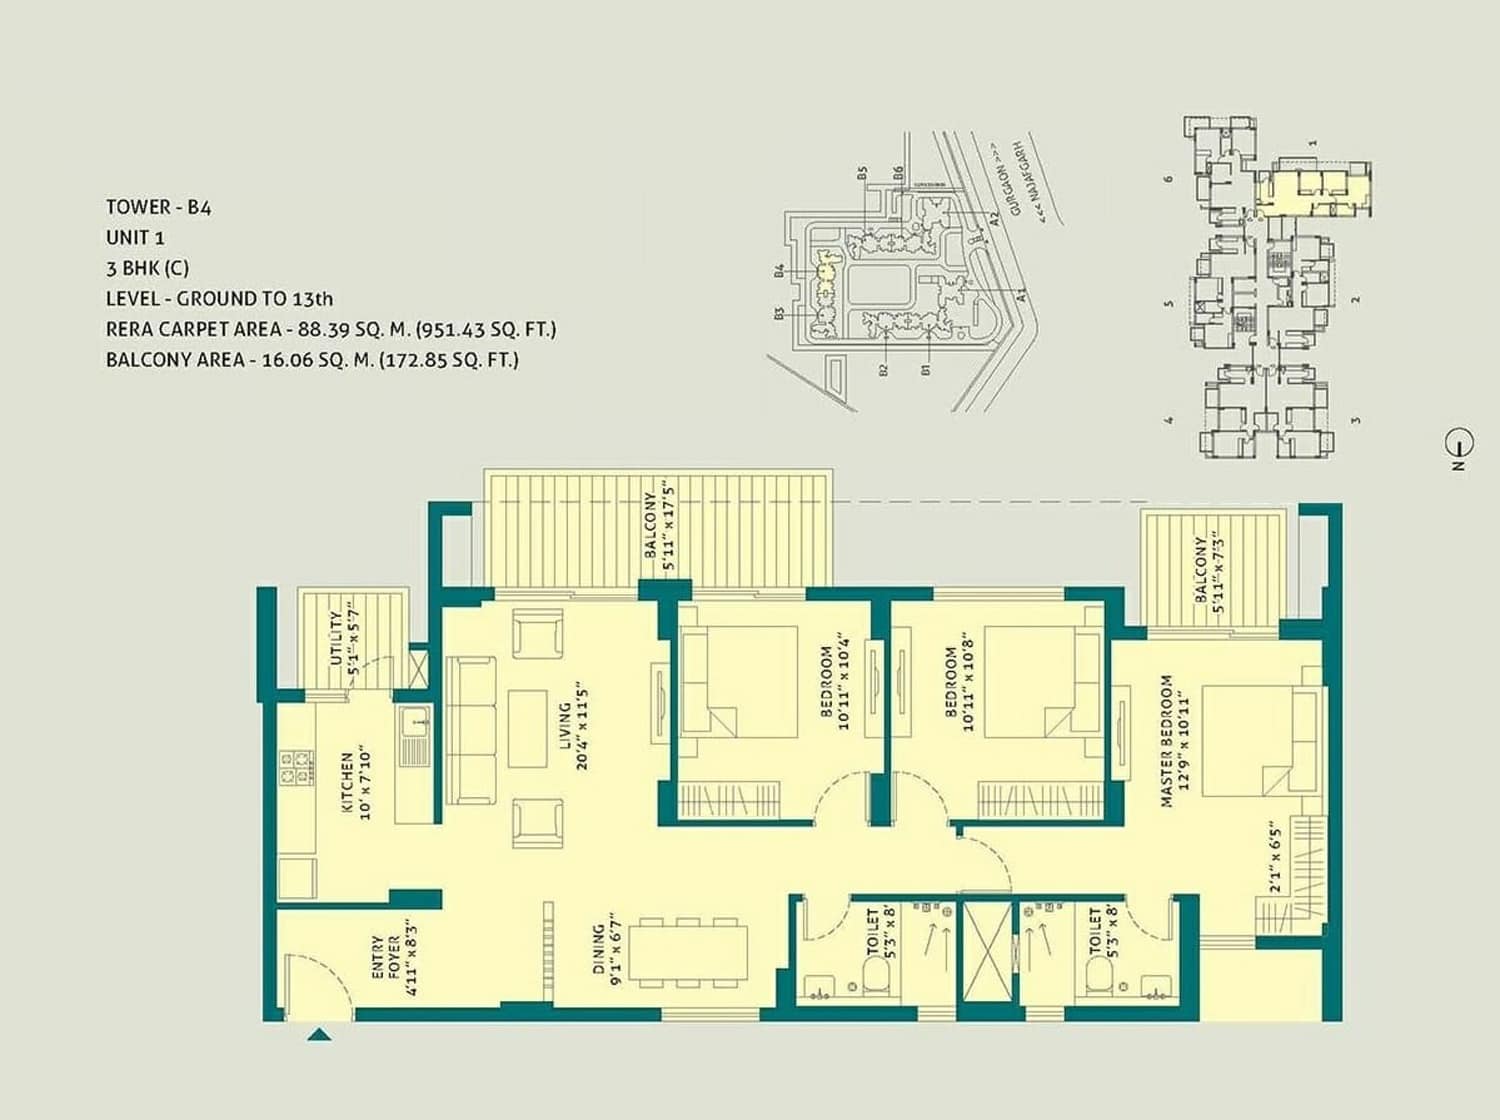 TOWER - B4
UNIT 1
3 BHK (C)
LEVEL - GROUND TO 13th
RERA CARPET AREA - 88.39 SQ. M. (951.43 SQ. FT.)
BALCONY AREA - 16.06 SQ. M. (172.85 SQ. FT.)
B5
B6
B4
B3
B2
B1
A2
A1
GURGAON >>>
<<< NAJAFGARH
1
6
5
2
4
3
N
BALCONY
5'11" x 17'5"
BALCONY
5'11" x 7'3"
UTILITY
5'1" x 5'7"
KITCHEN
10' x 7'10"
LIVING
20'4" x 11'5"
BEDROOM
10'11" x 10'4"
BEDROOM
10'11" x 10'8"
MASTER BEDROOM
12'9" x 10'11"
2'1" x 6'5"
ENTRY
FOYER
4'11" x 8'3"
DINING
9'1" x 6'7"
TOILET
5'3" x 8'
TOILET
5'3" x 8'